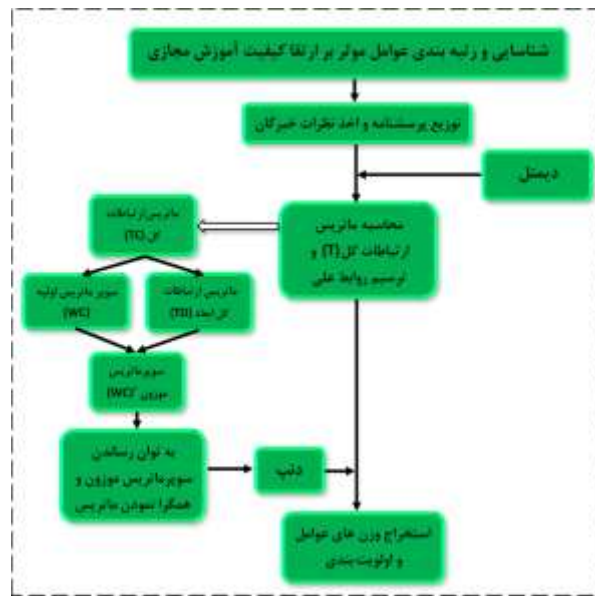 شناسایی و رتبه بندی عوامل موثر بر ارتقا کیفیت آموزش مجازی
توزیع پرسشنامه و اخذ نظرات خبرگان
دیمتل
محاسبه ماتریس
ارتباطات کل(T) و
ترسیم روابط علی
ماتریس ارتباطات
کل (TC)
ماتریس ارتباطات
کل ابعاد (TD)
سوپر ماتریس اولیه
(WC)
سوپرماتریس
موزون (WC)*
به توان رساندن
سوپرماتریس موزون و
همگرا نمودن ماتریس
دنپ
استخراج وزن های عوامل
و اولویت‌بندی